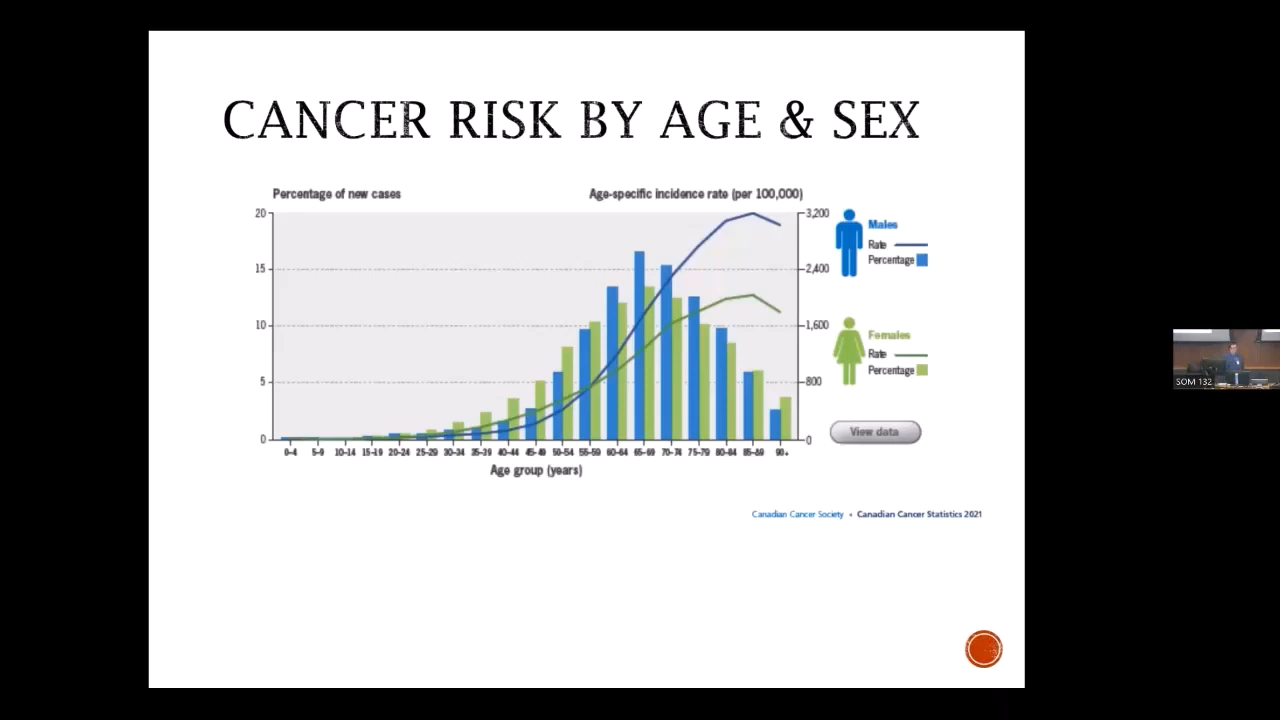 CANCER RISK BY AGE & SEX
Percentage of new cases
Age-specific incidence rate (per 100,000)
20
15
10
5
0
3,200
2,400
1,600
800
0
0-4 5-9 10-14 15-19 20-24 25-29 30-34 35-39 40-44 45-49 50-54 55-59 60-64 65-69 70-74 75-79 80-84 85-89 90+
Age group (years)
Males
Rate
Percentage
Females
Rate
Percentage
View data
Canadian Cancer Society • Canadian Cancer Statistics 2021
SOM 132